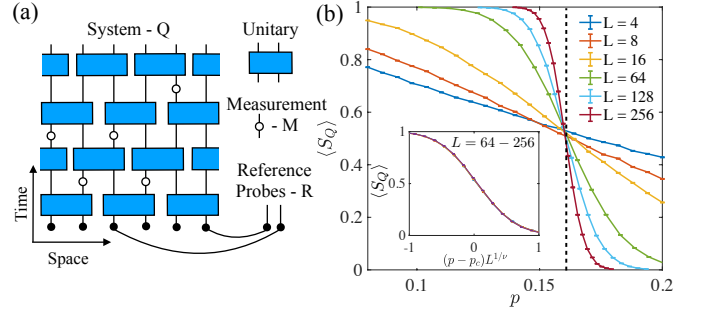 (a)
System - Q
Unitary
Measurement
- M
Reference
Probes - R
Time
Space
(b)
⟨S_Q⟩
1
0.8
0.6
0.4
0.2
0
0.1
0.15
0.2
p
L = 4
L = 8
L = 16
L = 64
L = 128
L = 256
L = 64 − 256
⟨S_Q⟩
1
0.5
0
-1
0
1
(p − p_c)L^{1/ν}